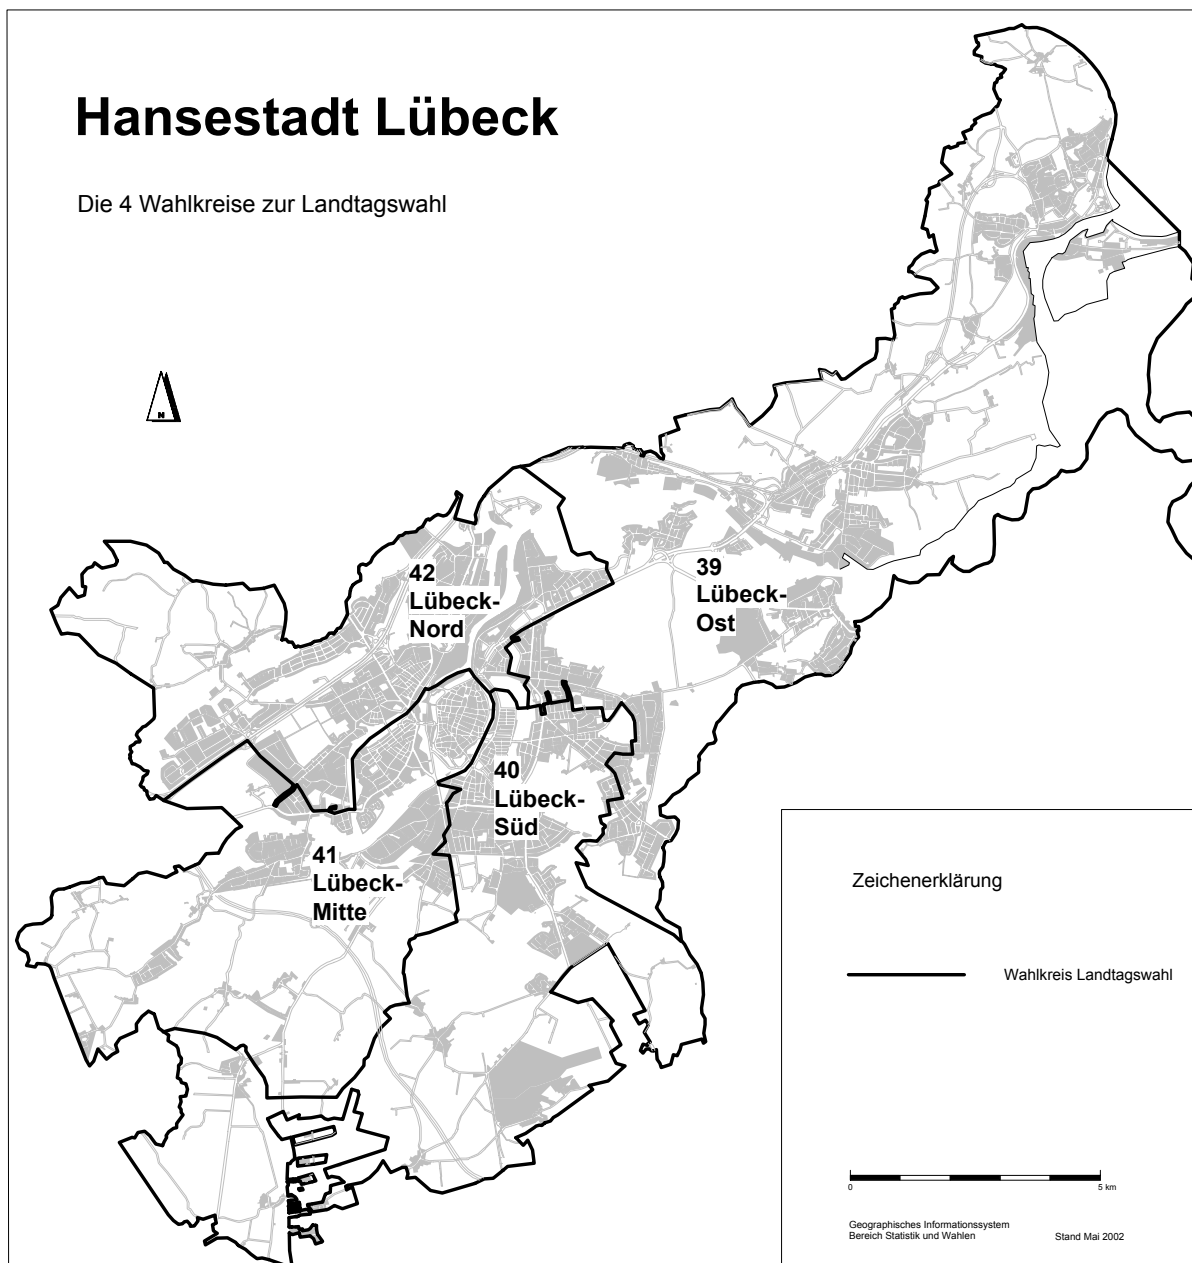 Hansestadt Lübeck
Die 4 Wahlkreise zur Landtagswahl
N
42
Lübeck-
Nord
39
Lübeck-
Ost
40
Lübeck-
Süd
41
Lübeck-
Mitte
Zeichenerklärung
Wahlkreis Landtagswahl
0 5 km
Geographisches Informationssystem
Bereich Statistik und Wahlen Stand Mai 2002